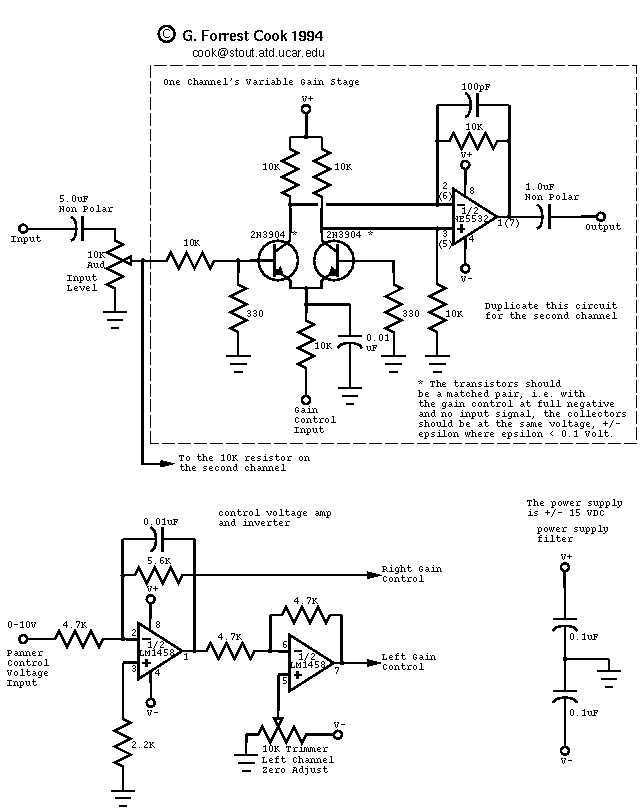 © G. Forrest Cook 1994
cook@stout.atd.ucar.edu
One Channel's Variable Gain Stage
V+
100pF
10K
10K
10K
V+
5.0uF
Non Polar
Input
10K
Aud
Input
Level
10K
2N3904 *
2N3904 *
2
(6)
8
1/2
NE5532
3
(5)
4
1(7)
V-
1.0uF
Non Polar
Output
330
10K
0.01
uF
330
10K
Gain
Control
Input
Duplicate this circuit
for the second channel
* The transistors should
be a matched pair, i.e. with
the gain control at full negative
and no input signal, the collectors
should be at the same voltage, +/-
epsilon where epsilon < 0.1 Volt.
To the 10K resistor on
the second channel
control voltage amp
and inverter
0.01uF
5.6K
V+
0-10V
Panner
Control
Voltage
Input
4.7K
2
8
1/2
LM1458
3
4
1
V-
2.2K
4.7K
4.7K
6
1/2
LM1458
5
7
Right Gain
Control
Left Gain
Control
V-
10K Trimmer
Left Channel
Zero Adjust
The power supply
is +/- 15 VDC
power supply
filter
V+
0.1uF
0.1uF
V-